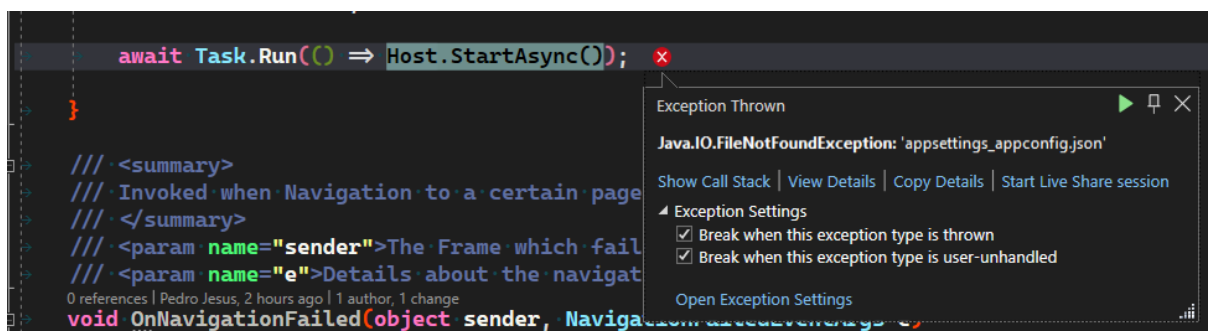 await Task.Run(() ⇒ Host.StartAsync());
}
Exception Thrown
Java.IO.FileNotFoundException: 'appsettings_appconfig.json'
Show Call Stack | View Details | Copy Details | Start Live Share session
Exception Settings
Break when this exception type is thrown
Break when this exception type is user-unhandled
Open Exception Settings
/// <summary>
/// Invoked when Navigation to a certain page
/// </summary>
/// <param name="sender">The Frame which fail
/// <param name="e">Details about the navigat
0 references | Pedro Jesus, 2 hours ago | 1 author, 1 change
void OnNavigationFailed(object sender,